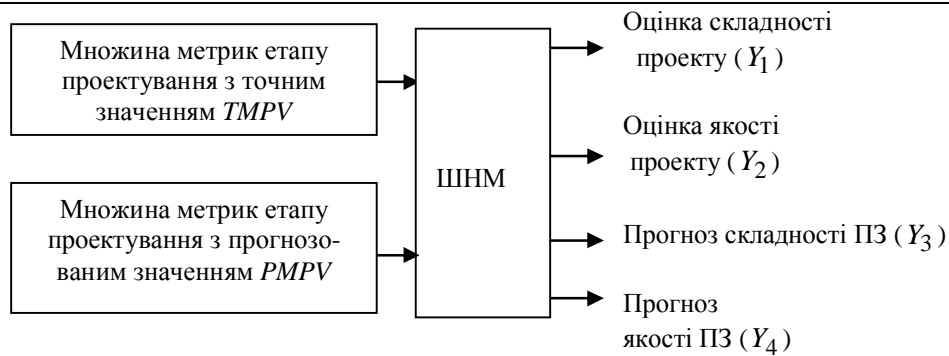 Множина метрик етапу
проектування з точним
значенням TMPV
Множина метрик етапу
проектування з прогнозо-
ваним значенням PMPV
ШНМ
Оцінка складності
проекту (Y1)
Оцінка якості
проекту (Y2)
Прогноз складності ПЗ (Y3)
Прогноз
якості ПЗ (Y4)